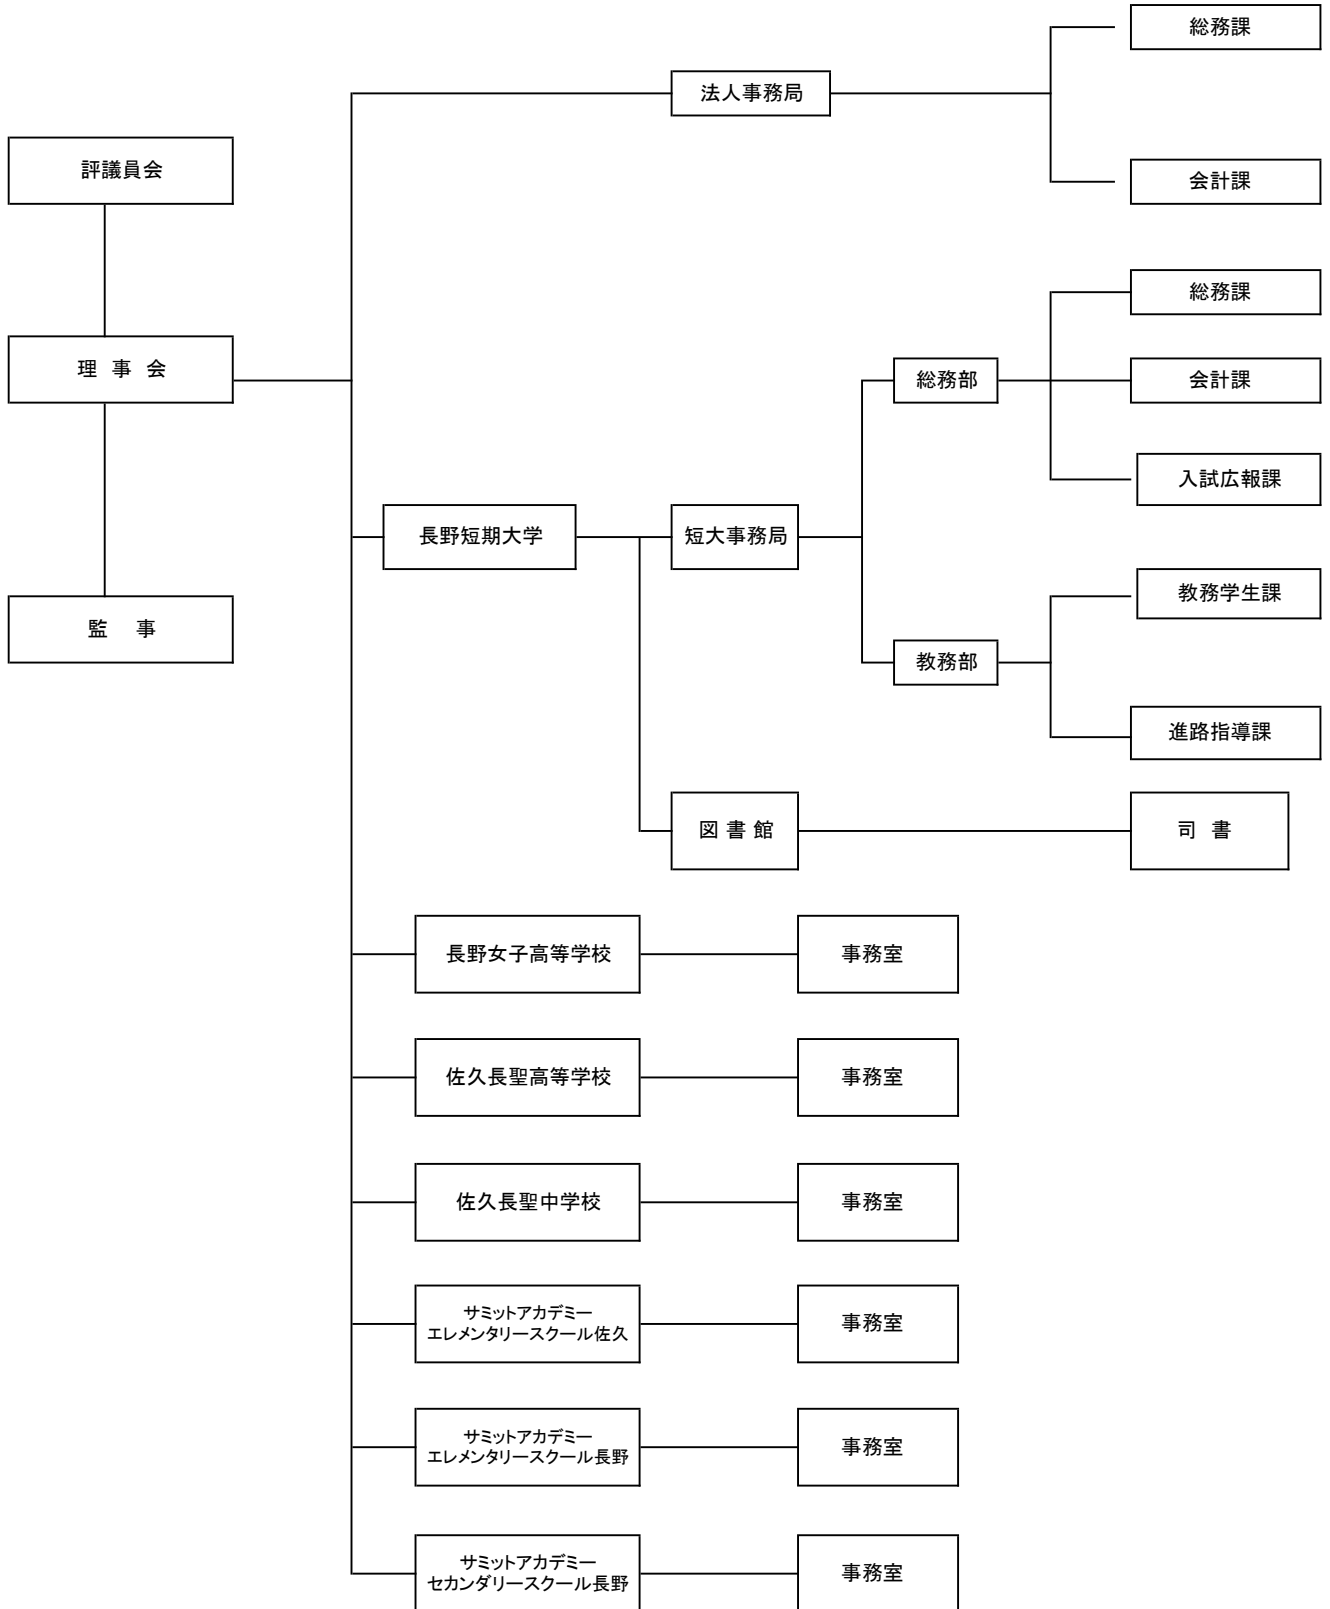 総務課
法人事務局
評議員会
会計課
総務課
理 事 会
総務部
会計課
入試広報課
長野短期大学
短大事務局
教務学生課
監 事
教務部
進路指導課
図 書 館
司 書
長野女子高等学校
事務室
佐久長聖高等学校
事務室
佐久長聖中学校
事務室
サミットアカデミー
エレメンタリースクール佐久
事務室
サミットアカデミー
エレメンタリースクール長野
事務室
サミットアカデミー
セカンダリースクール長野
事務室